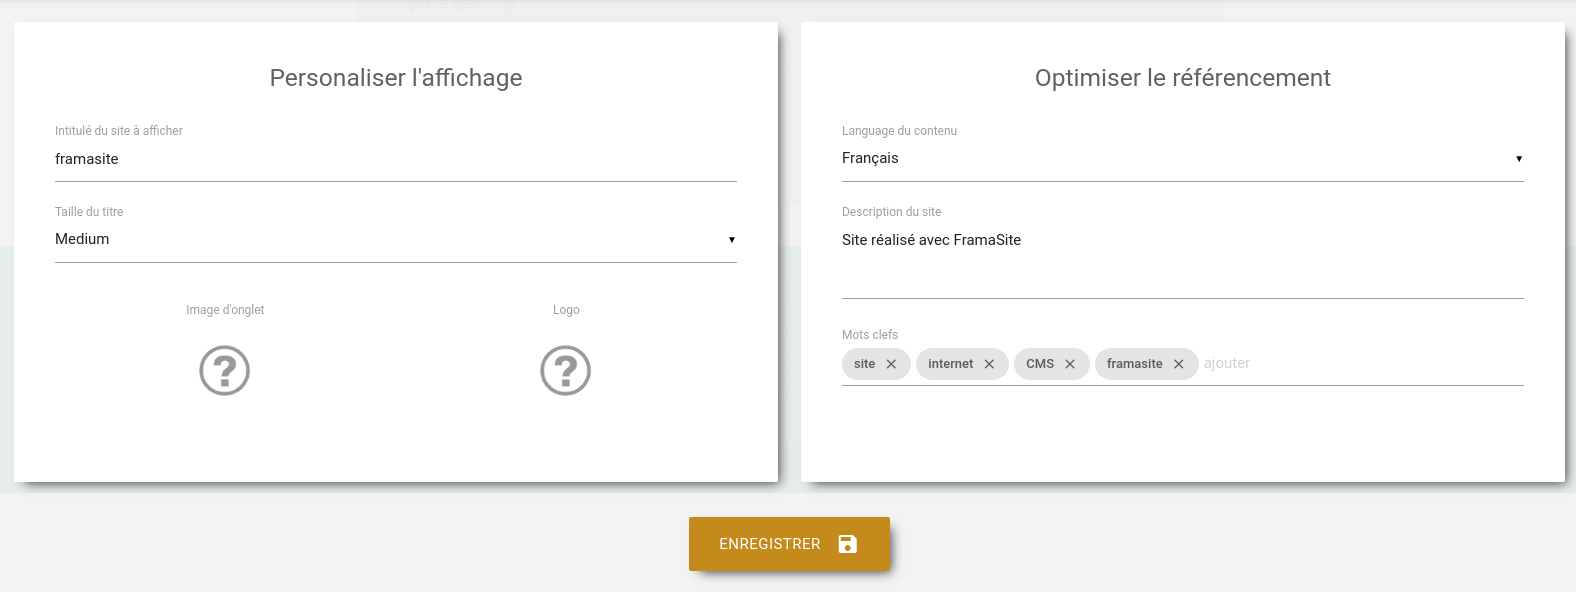 Votre Message
Personaliser l'affichage
Intitulé du site à afficher
framasite
Taille du titre
Medium
Image d'onglet
Logo
Optimiser le référencement
Language du contenu
Français
Description du site
Site réalisé avec FramaSite
Mots clefs
site internet CMS framasite ajouter
ENREGISTRER